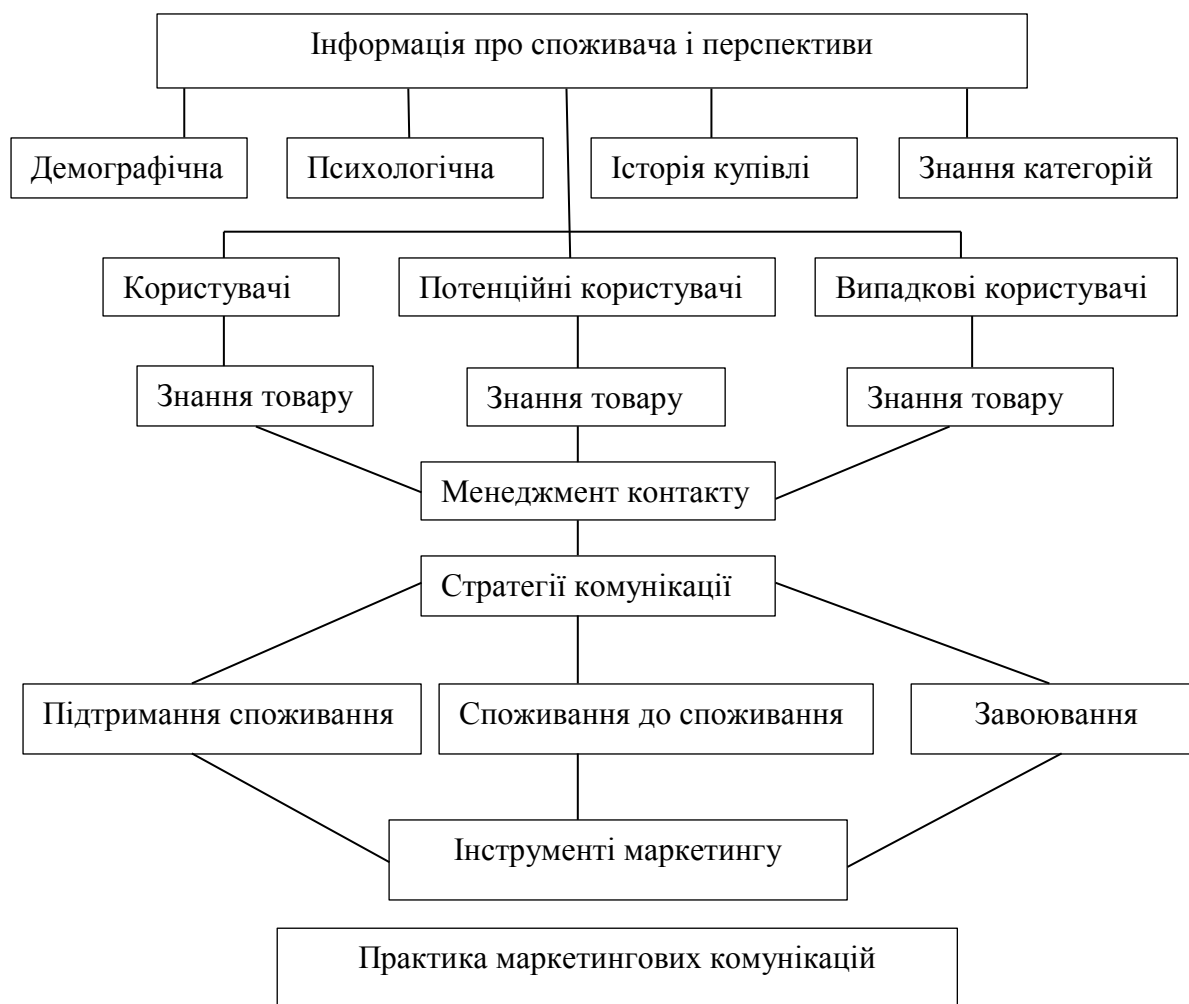 Інформація про споживача і перспективи
Демографічна
Психологічна
Історія купівлі
Знання категорій
Користувачі
Потенційні користувачі
Випадкові користувачі
Знання товару
Знання товару
Знання товару
Менеджмент контакту
Стратегії комунікації
Підтримання споживання
Споживання до споживання
Завоювання
Інструменті маркетингу
Практика маркетингових комунікацій